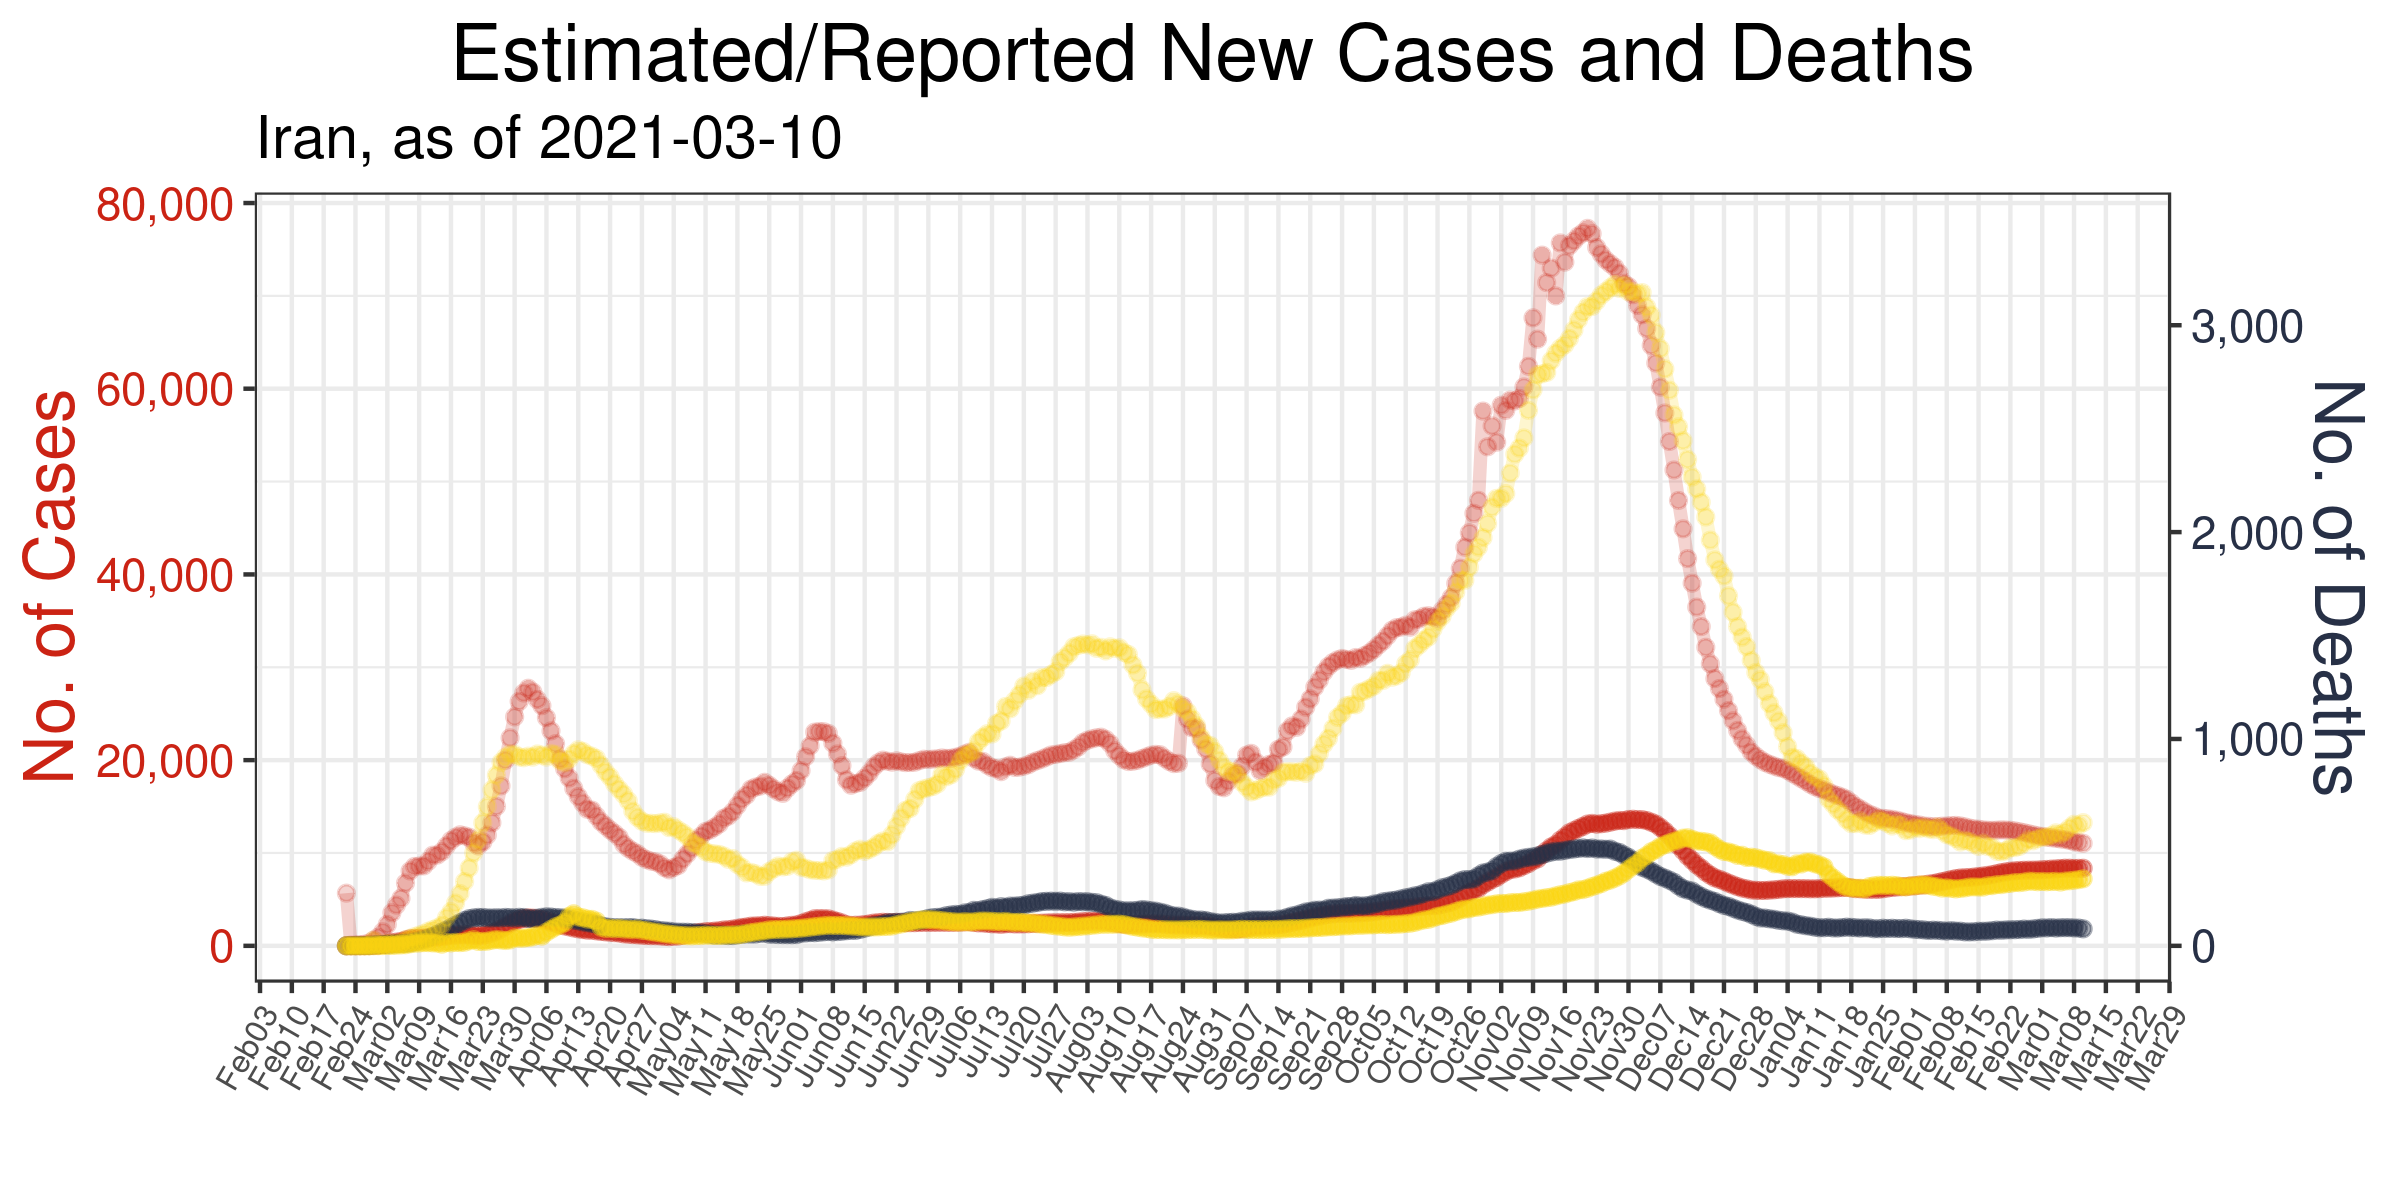 Estimated/Reported New Cases and Deaths
Iran, as of 2021-03-10
No. of Cases
80,000
60,000
40,000
20,000
0
No. of Deaths
3,000
2,000
1,000
0
Feb03
Feb10
Feb17
Feb24
Mar02
Mar09
Mar16
Mar23
Mar30
Apr06
Apr13
Apr20
Apr27
May04
May11
May18
May25
Jun01
Jun08
Jun15
Jun22
Jun29
Jul06
Jul13
Jul20
Jul27
Aug03
Aug10
Aug17
Aug24
Aug31
Sep07
Sep14
Sep21
Sep28
Oct05
Oct12
Oct19
Oct26
Nov02
Nov09
Nov16
Nov23
Nov30
Dec07
Dec14
Dec21
Dec28
Dec04
Jan11
Jan18
Jan25
Feb01
Feb08
Feb15
Feb22
Mar01
Mar08
Mar15
Mar22
Mar29